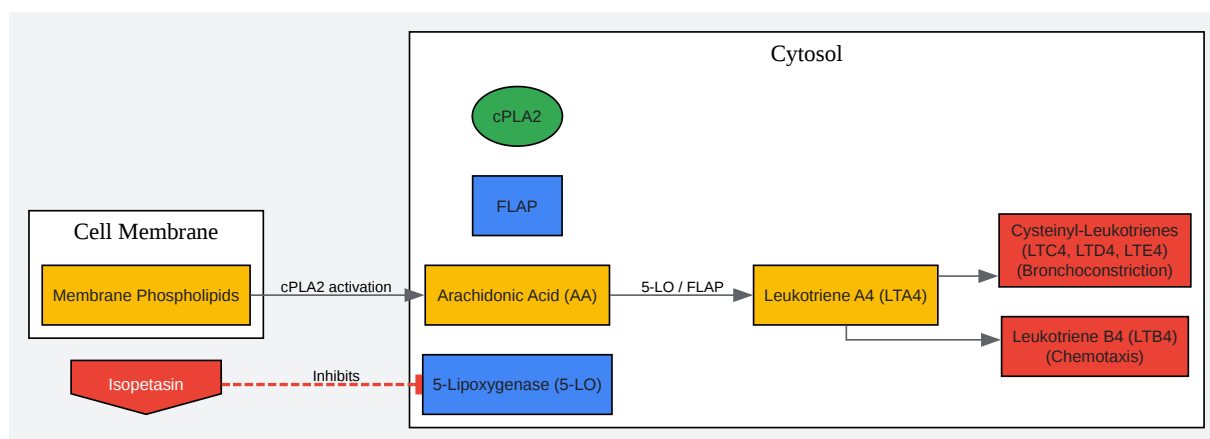 Cytosol
cPLA2
FLAP
Cell Membrane
Membrane Phospholipids
cPLA2 activation
Arachidonic Acid (AA)
5-LO / FLAP
Leukotriene A4 (LTA4)
Cysteinyl-Leukotrienes
(LTC4, LTD4, LTE4)
(Bronchoconstriction)
Leukotriene B4 (LTB4)
(Chemotaxis)
Isopetasin
Inhibits
5-Lipoxygenase (5-LO)